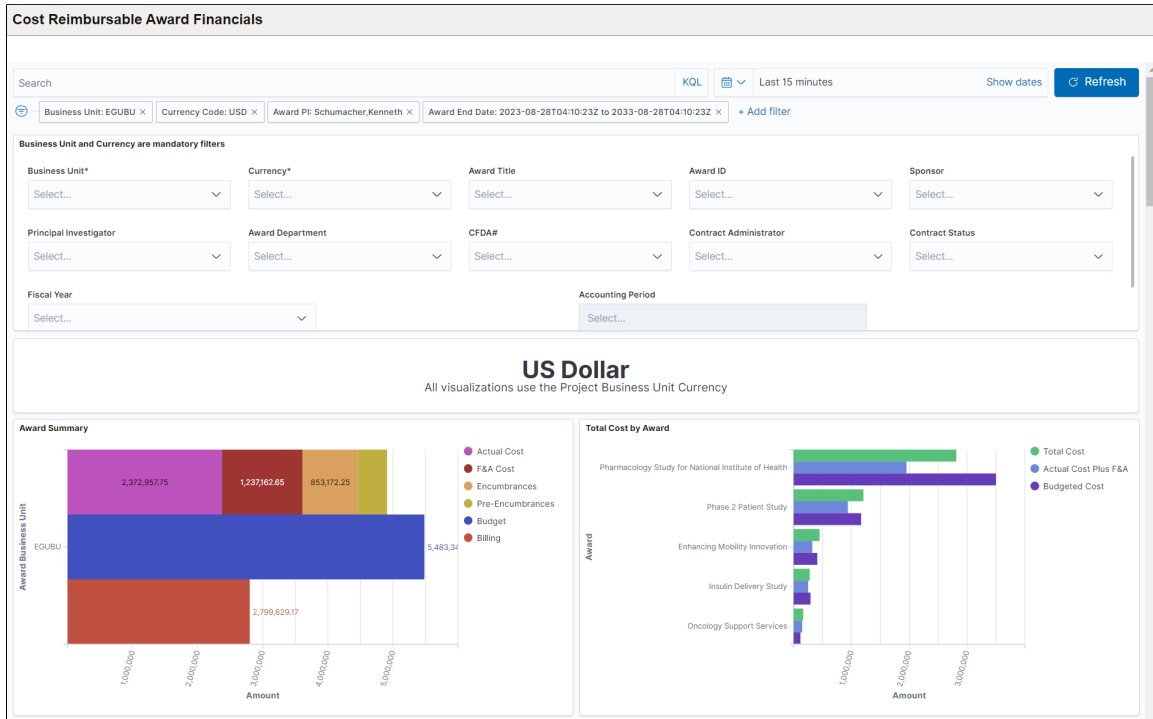 Cost Reimbursable Award Financials
Search
KQL
Last 15 minutes
Show dates
Refresh
Business Unit: EGUBU ×
Currency Code: USD ×
Award PI: Schumacher,Kenneth ×
Award End Date: 2023-08-28T04:10:23Z to 2033-08-28T04:10:23Z ×
+ Add filter
Business Unit and Currency are mandatory filters
Business Unit*
Currency*
Award Title
Award ID
Sponsor
Select...
Select...
Select...
Select...
Select...
Principal Investigator
Award Department
CFDA#
Contract Administrator
Contract Status
Select...
Select...
Select...
Select...
Select...
Fiscal Year
Accounting Period
Select...
Select...
US Dollar
All visualizations use the Project Business Unit Currency
Award Summary
Award Business Unit
EGUBU
2,372,957.75
1,237,162.65
853,172.25
5,483,34
2,799,629.17
1,000,000
2,000,000
3,000,000
4,000,000
5,000,000
Amount
Actual Cost
F&A Cost
Encumbrances
Pre-Encumbrances
Budget
Billing
Total Cost by Award
Award
Pharmacology Study for National Institute of Health
Phase 2 Patient Study
Enhancing Mobility Innovation
Insulin Delivery Study
Oncology Support Services
1,000,000
2,000,000
3,000,000
Amount
Total Cost
Actual Cost Plus F&A
Budgeted Cost